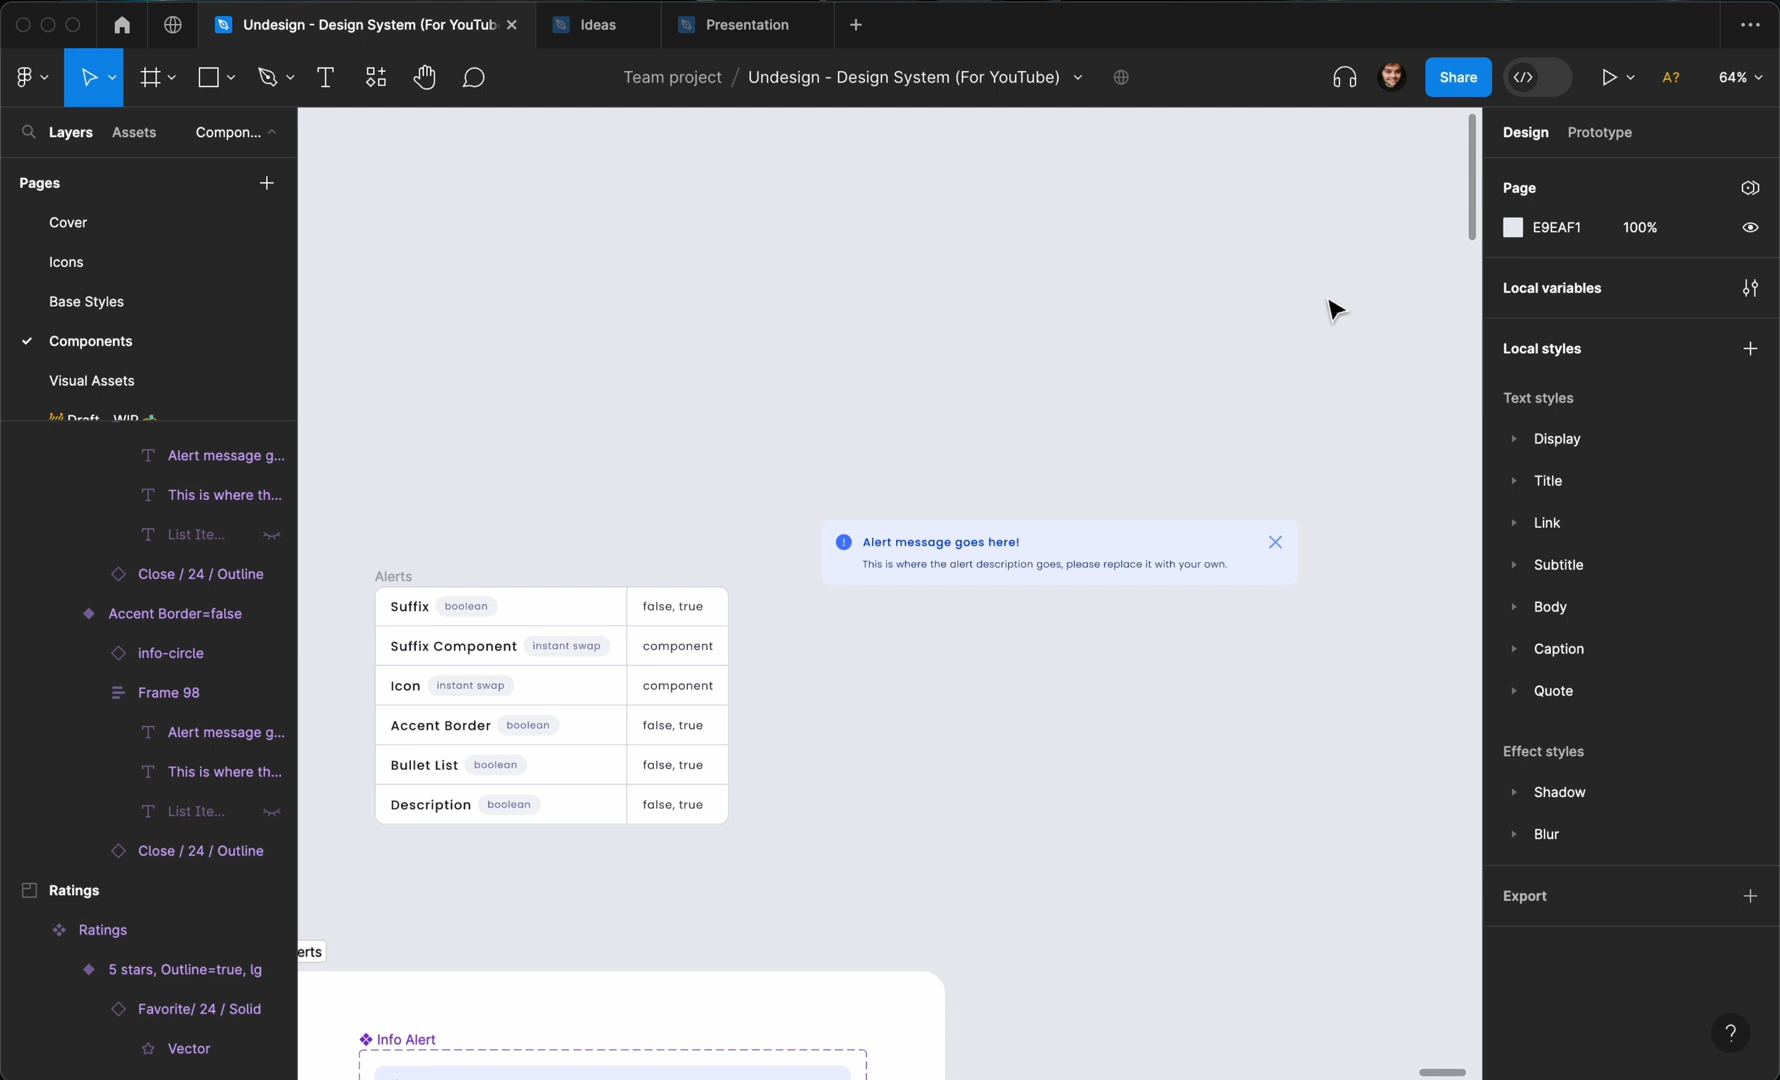 Undesign - Design System (For YouTub
Ideas
Presentation
Team project / Undesign - Design System (For YouTube)
Share
A?
64%
Layers
Assets
Compon...
Pages
Cover
Icons
Base Styles
Components
Visual Assets
Draft - WIP
Alert message g...
This is where th...
List Ite...
Close / 24 / Outline
Accent Border=false
info-circle
Frame 98
Alert message g...
This is where th...
List Ite...
Close / 24 / Outline
Ratings
Ratings
5 stars, Outline=true, lg
Favorite/ 24 / Solid
Vector
Alert message goes here!
This is where the alert description goes, please replace it with your own.
Alerts
Suffix boolean false, true
Suffix Component instant swap component
Icon instant swap component
Accent Border boolean false, true
Bullet List boolean false, true
Description boolean false, true
erts
Info Alert
Design
Prototype
Page
E9EAF1 100%
Local variables
Local styles
Text styles
Display
Title
Link
Subtitle
Body
Caption
Quote
Effect styles
Shadow
Blur
Export
?